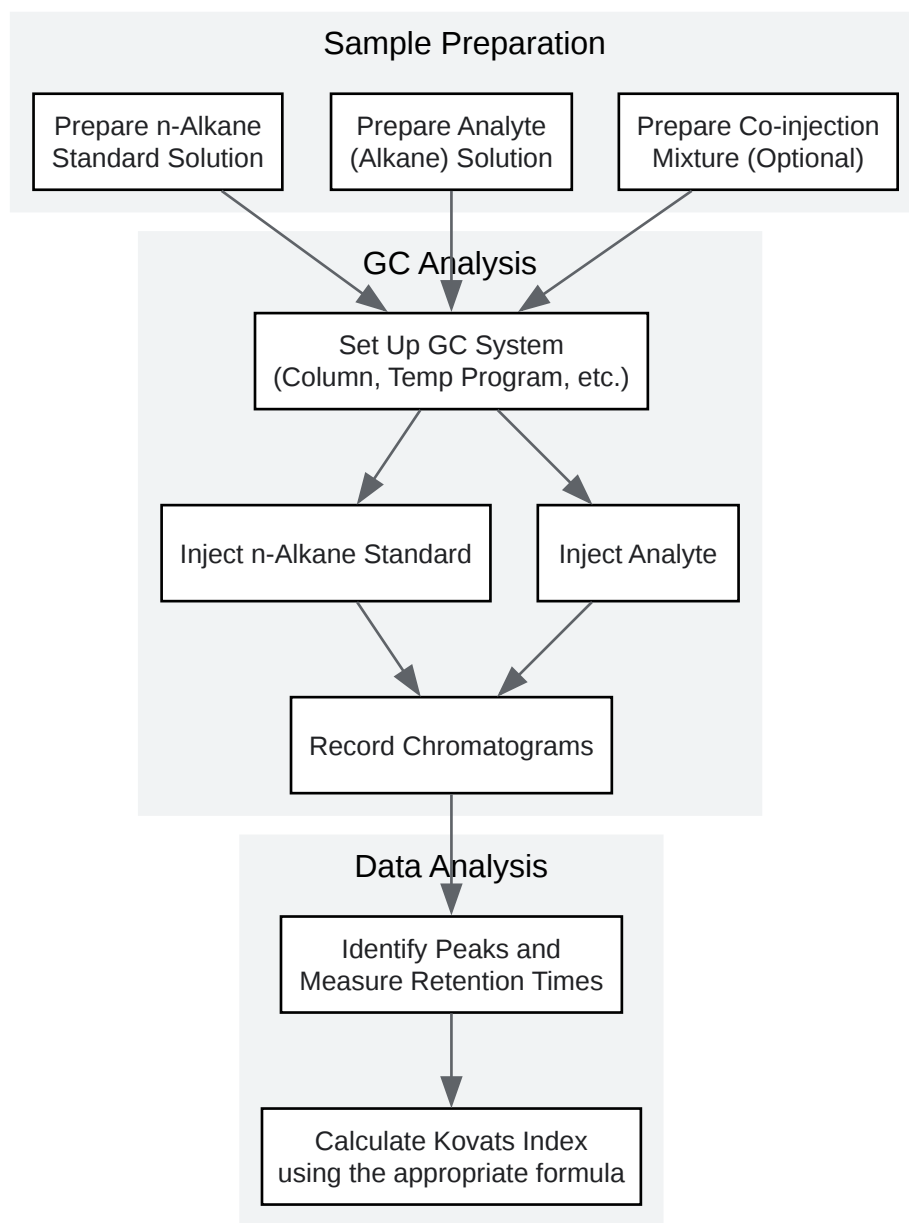 Sample Preparation
Prepare n-Alkane
Standard Solution
Prepare Analyte
(Alkane) Solution
Prepare Co-injection
Mixture (Optional)
GC Analysis
Set Up GC System
(Column, Temp Program, etc.)
Inject n-Alkane Standard
Inject Analyte
Record Chromatograms
Data Analysis
Identify Peaks and
Measure Retention Times
Calculate Kovats Index
using the appropriate formula